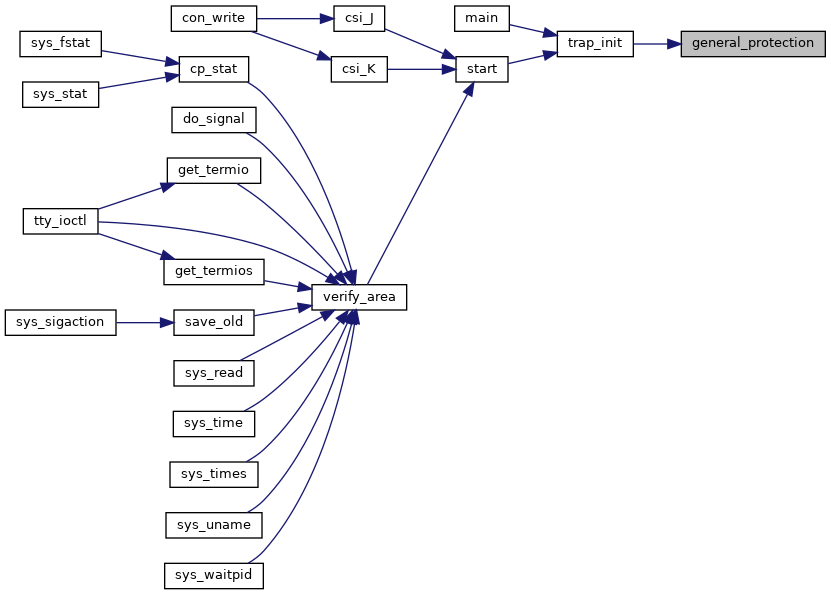 con_write
csi_J
main
sys_fstat
trap_init
general_protection
cp_stat
csi_K
start
sys_stat
do_signal
get_termio
tty_ioctl
get_termios
verify_area
sys_sigaction
save_old
sys_read
sys_time
sys_times
sys_uname
sys_waitpid